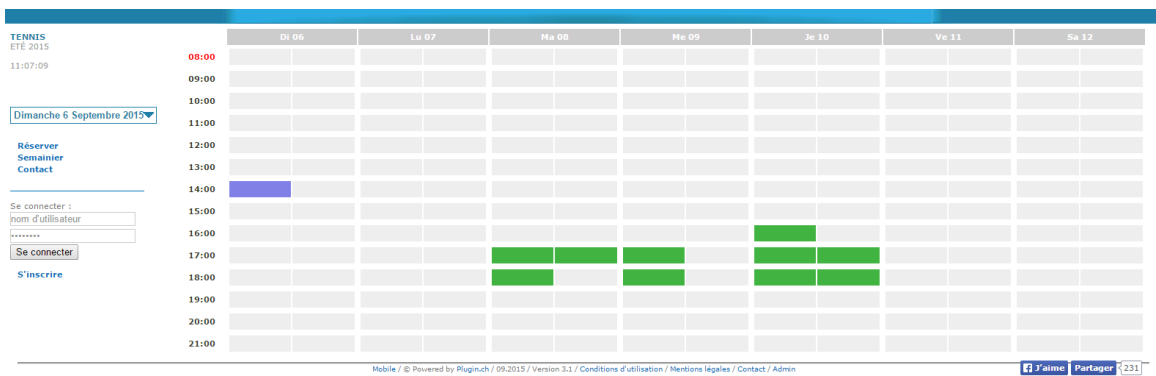 TENNIS
ETÉ 2015
11:07:09
Dimanche 6 Septembre 2015
Réserver
Semainier
Contact
Se connecter :
nom d'utilisateur
••••••••
Se connecter
S'inscrire
Di 06 Lu 07 Ma 08 Me 09 Je 10 Ve 11 Sa 12
08:00
09:00
10:00
11:00
12:00
13:00
14:00
15:00
16:00
17:00
18:00
19:00
20:00
21:00
Mobile / © Powered by Plugin.ch / 09.2015 / Version 3.1 / Conditions d'utilisation / Mentions légales / Contact / Admin
J'aime Partager 231